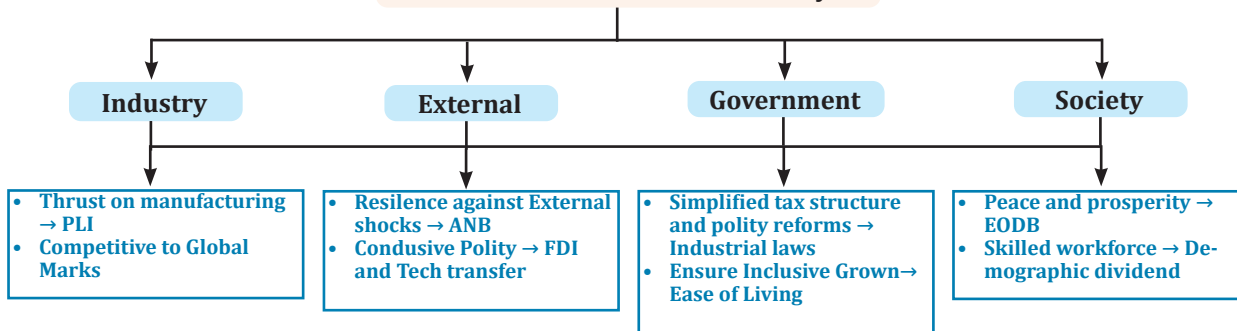 Industry
External
Government
Society
• Thrust on manufacturing
→ PLI
• Competitive to Global
Marks
• Resilence against External
shocks → ANB
• Condusive Polity → FDI
and Tech transfer
• Simplified tax structure
and polity reforms →
Industrial laws
• Ensure Inclusive Grown→
Ease of Living
• Peace and prosperity →
EODB
• Skilled workforce → De-
mographic dividend